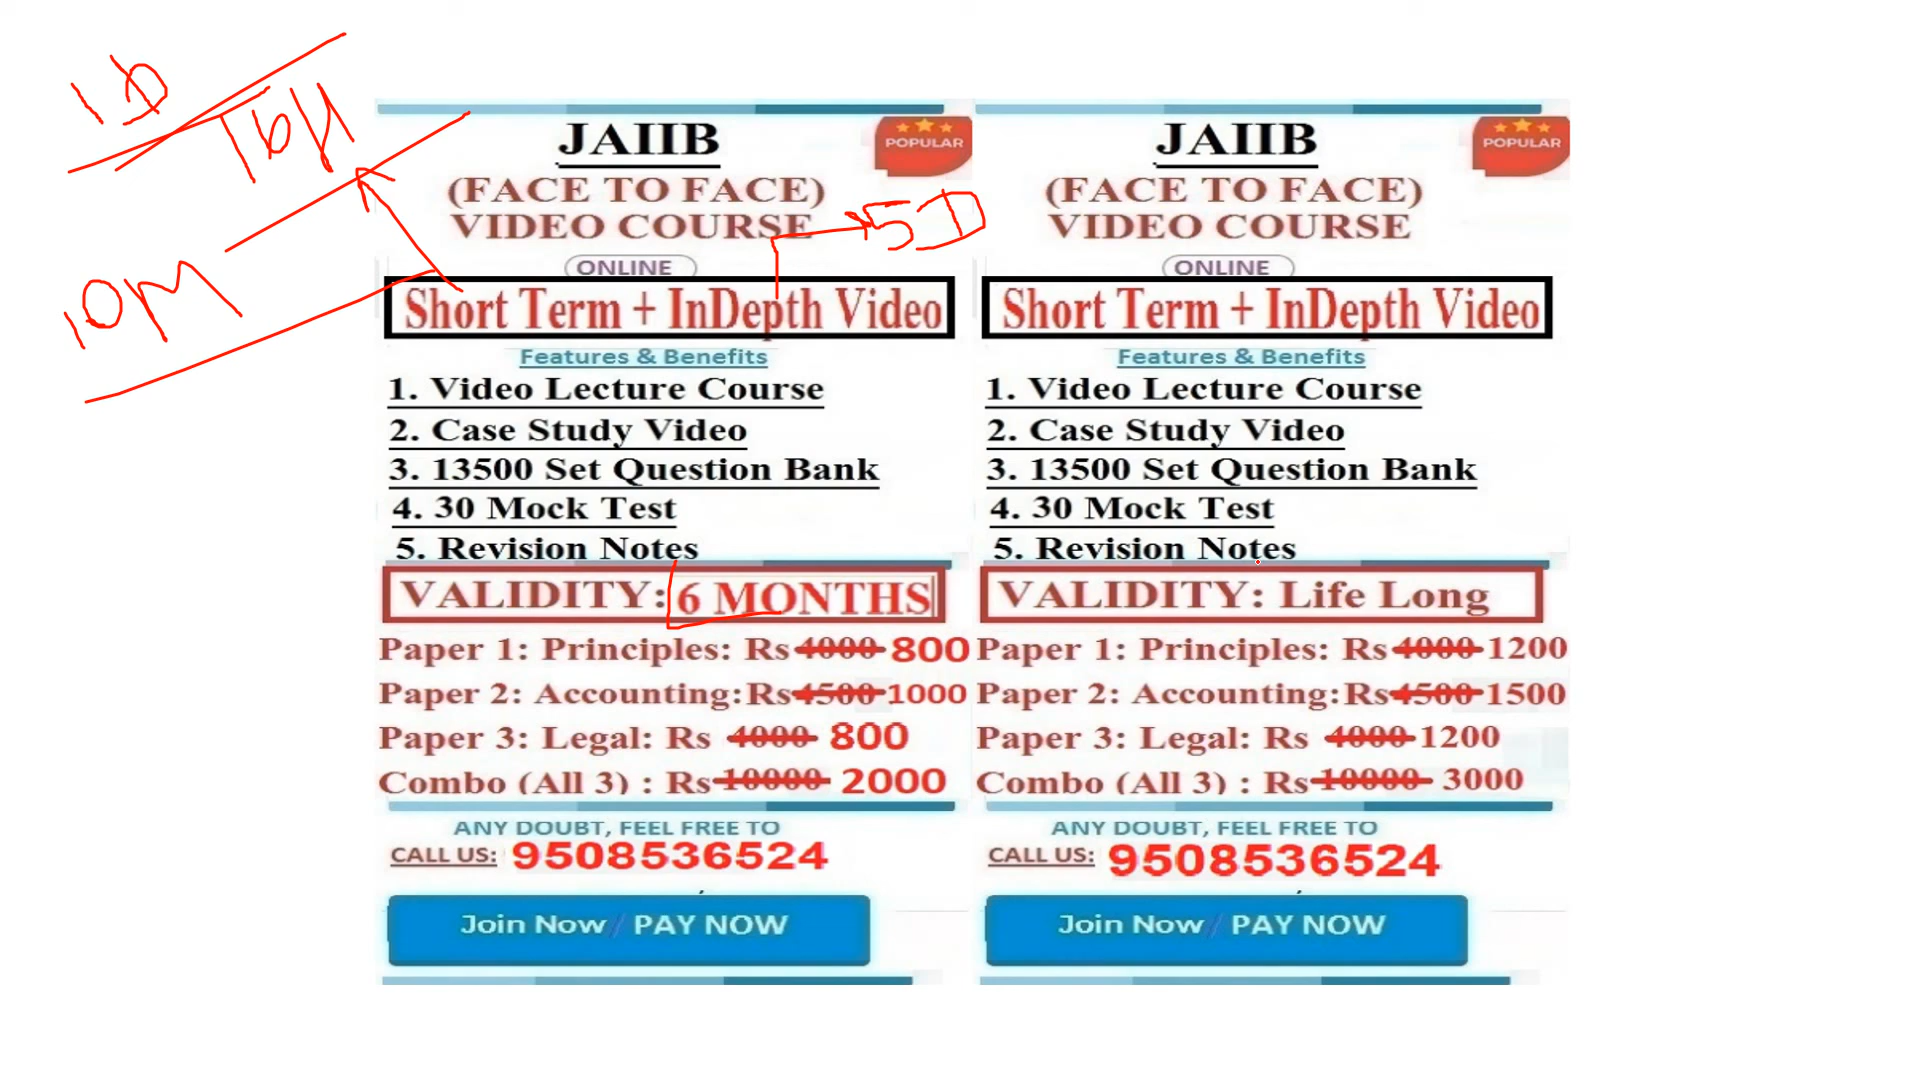 1D
10M
5D
JAIIB
POPULAR
(FACE TO FACE)
VIDEO COURSE
ONLINE
Short Term + InDepth Video
Features & Benefits
1. Video Lecture Course
2. Case Study Video
3. 13500 Set Question Bank
4. 30 Mock Test
5. Revision Notes
VALIDITY: 6 MONTHS
Paper 1: Principles: Rs 4000 800
Paper 2: Accounting:Rs 4500 1000
Paper 3: Legal: Rs 4000 800
Combo (All 3) : Rs 10000 2000
ANY DOUBT, FEEL FREE TO
CALL US: 9508536524
Join Now / PAY NOW
JAIIB
POPULAR
(FACE TO FACE)
VIDEO COURSE
ONLINE
Short Term + InDepth Video
Features & Benefits
1. Video Lecture Course
2. Case Study Video
3. 13500 Set Question Bank
4. 30 Mock Test
5. Revision Notes
VALIDITY: Life Long
Paper 1: Principles: Rs 4000 1200
Paper 2: Accounting:Rs 4500 1500
Paper 3: Legal: Rs 4000 1200
Combo (All 3) : Rs 10000 3000
ANY DOUBT, FEEL FREE TO
CALL US: 9508536524
Join Now / PAY NOW